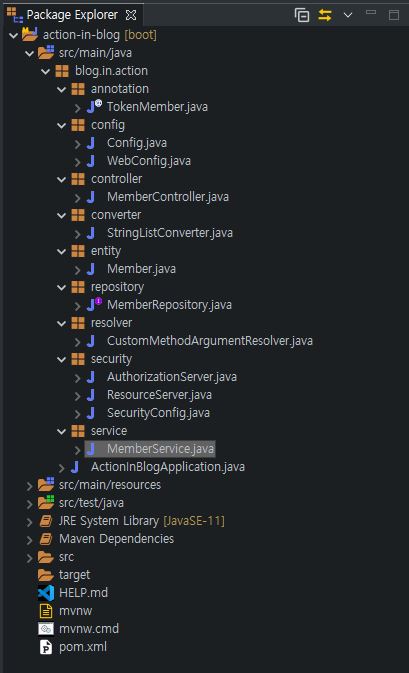 Package Explorer
action-in-blog [boot]
src/main/java
blog.in.action
annotation
TokenMember.java
config
Config.java
WebConfig.java
controller
MemberController.java
converter
StringListConverter.java
entity
Member.java
repository
MemberRepository.java
resolver
CustomMethodArgumentResolver.java
security
AuthorizationServer.java
ResourceServer.java
SecurityConfig.java
service
MemberService.java
ActionInBlogApplication.java
src/main/resources
src/test/java
JRE System Library [JavaSE-11]
Maven Dependencies
src
target
HELP.md
mvnw
mvnw.cmd
pom.xml